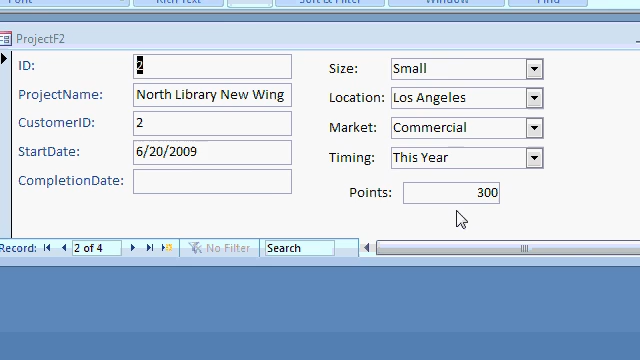 Font
Rich Text
Sort & Filter
Window
Find
ProjectF2
ID: 2
ProjectName: North Library New Wing
CustomerID: 2
StartDate: 6/20/2009
CompletionDate:
Size: Small
Location: Los Angeles
Market: Commercial
Timing: This Year
Points: 300
Record: 2 of 4 No Filter Search